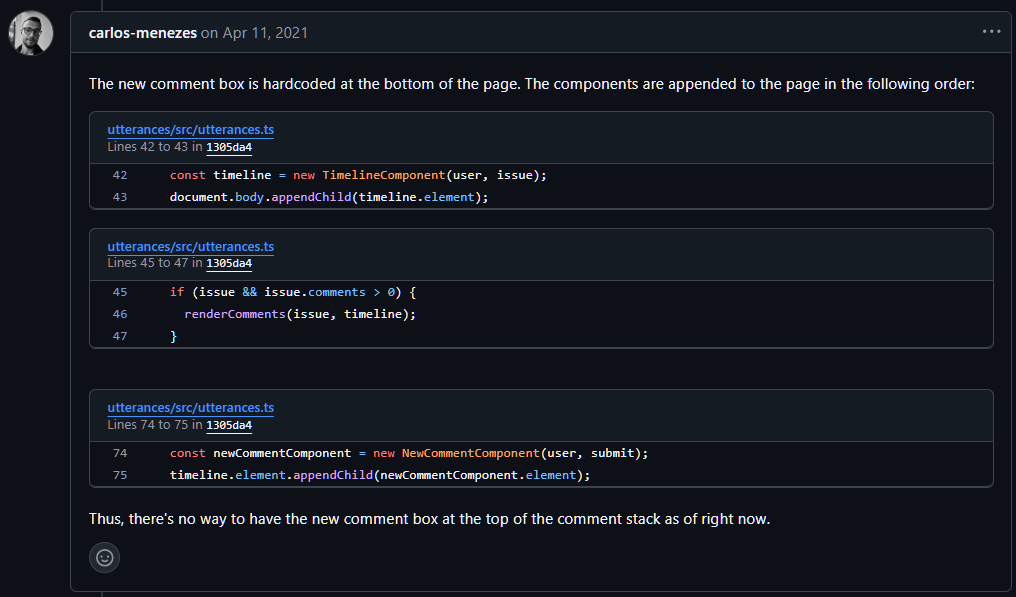 carlos-menezes on Apr 11, 2021
The new comment box is hardcoded at the bottom of the page. The components are appended to the page in the following order:
utterances/src/utterances.ts
Lines 42 to 43 in 1305da4
42 const timeline = new TimelineComponent(user, issue);
43 document.body.appendChild(timeline.element);
utterances/src/utterances.ts
Lines 45 to 47 in 1305da4
45 if (issue && issue.comments > 0) {
46 renderComments(issue, timeline);
47 }
utterances/src/utterances.ts
Lines 74 to 75 in 1305da4
74 const newCommentComponent = new NewCommentComponent(user, submit);
75 timeline.element.appendChild(newCommentComponent.element);
Thus, there's no way to have the new comment box at the top of the comment stack as of right now.